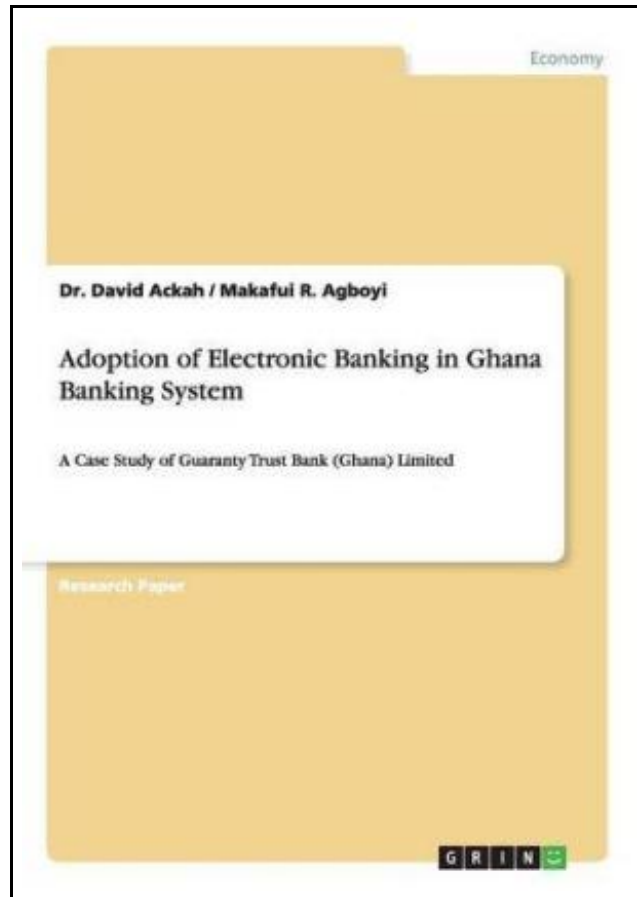 Economy
Dr. David Ackah / Makafui R. Agboyi
Adoption of Electronic Banking in Ghana
Banking System
A Case Study of Guaranty Trust Bank (Ghana) Limited
Research Paper
GRIN